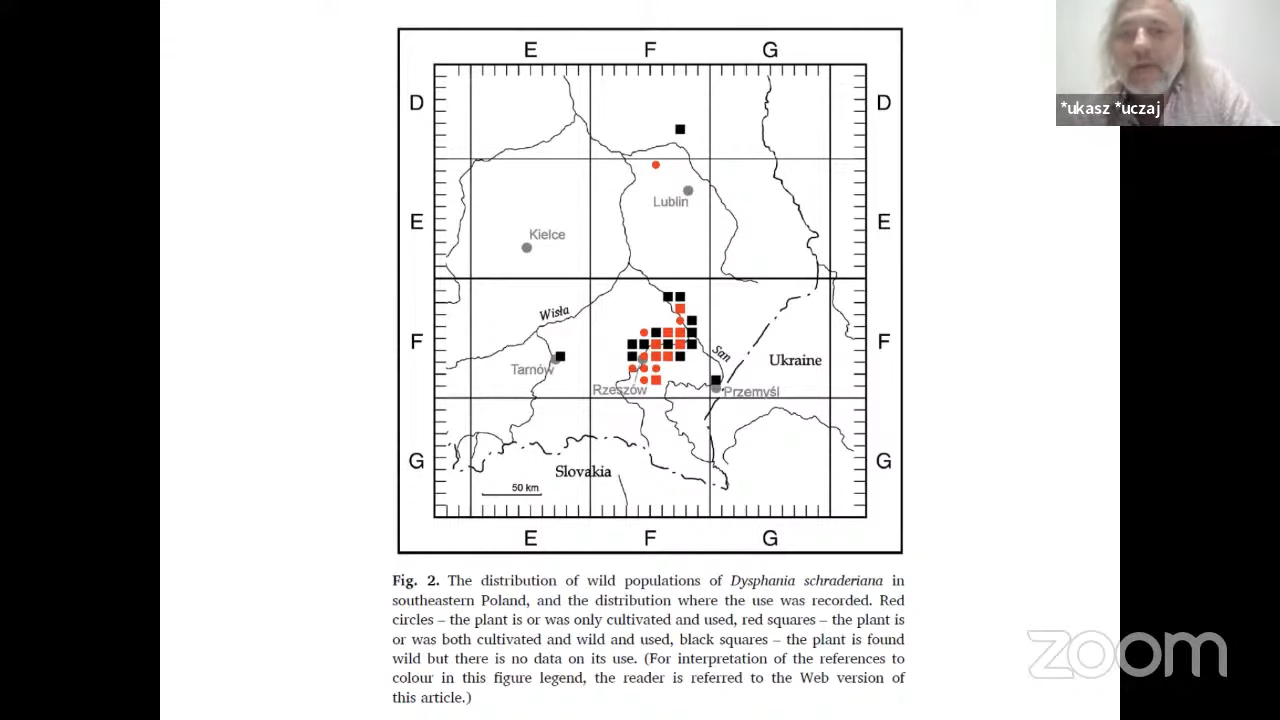 *ukasz *uczaj
E F G
D D
Lublin
E E
Kielce
Wisła
F F
San
Ukraine
Tarnów
Rzeszów
Przemyśl
G G
Slovakia
50 km
E F G
Fig. 2. The distribution of wild populations of Dysphania schraderiana in
southeastern Poland, and the distribution where the use was recorded. Red
circles – the plant is or was only cultivated and used, red squares – the plant is
or was both cultivated and wild and used, black squares – the plant is found
wild but there is no data on its use. (For interpretation of the references to
colour in this figure legend, the reader is referred to the Web version of
this article.)
zoom